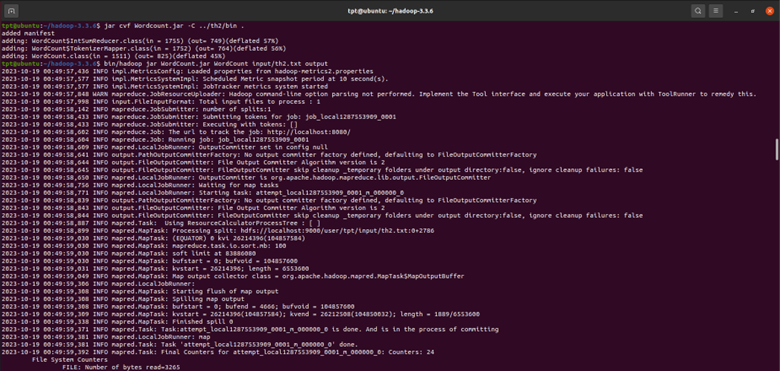 tpt@ubuntu: ~/hadoop-3.3.6
tpt@ubuntu:~/hadoop-3.3.6$ jar cvf Wordcount.jar -C ../th2/bin .
added manifest
adding: WordCount$IntSumReducer.class(in = 1755) (out= 749)(deflated 57%)
adding: WordCount$TokenizerMapper.class(in = 1752) (out= 764)(deflated 56%)
adding: WordCount.class(in = 1511) (out= 825)(deflated 45%)
tpt@ubuntu:~/hadoop-3.3.6$ bin/hadoop jar WordCount.jar WordCount input/th2.txt output
2023-10-19 00:49:57,436 INFO impl.MetricsConfig: Loaded properties from hadoop-metrics2.properties
2023-10-19 00:49:57,577 INFO impl.MetricsSystemImpl: Scheduled Metric snapshot period at 10 second(s).
2023-10-19 00:49:57,577 INFO impl.MetricsSystemImpl: JobTracker metrics system started
2023-10-19 00:49:57,848 WARN mapreduce.JobResourceUploader: Hadoop command-line option parsing not performed. Implement the Tool interface and execute your application with ToolRunner to remedy this.
2023-10-19 00:49:57,998 INFO input.FileInputFormat: Total input files to process : 1
2023-10-19 00:49:58,142 INFO mapreduce.JobSubmitter: number of splits:1
2023-10-19 00:49:58,433 INFO mapreduce.JobSubmitter: Submitting tokens for job: job_local1287553909_0001
2023-10-19 00:49:58,433 INFO mapreduce.JobSubmitter: Executing with tokens: []
2023-10-19 00:49:58,602 INFO mapreduce.Job: The url to track the job: http://localhost:8080/
2023-10-19 00:49:58,604 INFO mapreduce.Job: Running job: job_local1287553909_0001
2023-10-19 00:49:58,609 INFO mapred.LocalJobRunner: OutputCommitter set in config null
2023-10-19 00:49:58,641 INFO output.PathOutputCommitterFactory: No output committer factory defined, defaulting to FileOutputCommitterFactory
2023-10-19 00:49:58,644 INFO output.FileOutputCommitter: File Output Committer Algorithm version is 2
2023-10-19 00:49:58,645 INFO output.FileOutputCommitter: FileOutputCommitter skip cleanup _temporary folders under output directory:false, ignore cleanup failures: false
2023-10-19 00:49:58,650 INFO mapred.LocalJobRunner: OutputCommitter is org.apache.hadoop.mapreduce.lib.output.FileOutputCommitter
2023-10-19 00:49:58,756 INFO mapred.LocalJobRunner: Waiting for map tasks
2023-10-19 00:49:58,771 INFO mapred.LocalJobRunner: Starting task: attempt_local1287553909_0001_m_000000_0
2023-10-19 00:49:58,839 INFO output.PathOutputCommitterFactory: No output committer factory defined, defaulting to FileOutputCommitterFactory
2023-10-19 00:49:58,843 INFO output.FileOutputCommitter: File Output Committer Algorithm version is 2
2023-10-19 00:49:58,844 INFO output.FileOutputCommitter: FileOutputCommitter skip cleanup _temporary folders under output directory:false, ignore cleanup failures: false
2023-10-19 00:49:58,887 INFO mapred.Task:  Using ResourceCalculatorProcessTree : [ ]
2023-10-19 00:49:58,899 INFO mapred.MapTask: Processing split: hdfs://localhost:9000/user/tpt/input/th2.txt:0+2786
2023-10-19 00:49:59,030 INFO mapred.MapTask: (EQUATOR) 0 kvi 26214396(104857584)
2023-10-19 00:49:59,030 INFO mapred.MapTask: mapreduce.task.io.sort.mb: 100
2023-10-19 00:49:59,030 INFO mapred.MapTask: soft limit at 83886080
2023-10-19 00:49:59,030 INFO mapred.MapTask: bufstart = 0; bufvoid = 104857600
2023-10-19 00:49:59,031 INFO mapred.MapTask: kvstart = 26214396; length = 6553600
2023-10-19 00:49:59,049 INFO mapred.MapTask: Map output collector class = org.apache.hadoop.mapred.MapTask$MapOutputBuffer
2023-10-19 00:49:59,306 INFO mapred.LocalJobRunner:
2023-10-19 00:49:59,308 INFO mapred.MapTask: Starting flush of map output
2023-10-19 00:49:59,308 INFO mapred.MapTask: Spilling map output
2023-10-19 00:49:59,308 INFO mapred.MapTask: bufstart = 0; bufend = 4666; bufvoid = 104857600
2023-10-19 00:49:59,309 INFO mapred.MapTask: kvstart = 26214396(104857584); kvend = 26212508(104850032); length = 1889/6553600
2023-10-19 00:49:59,338 INFO mapred.MapTask: Finished spill 0
2023-10-19 00:49:59,371 INFO mapred.Task: Task:attempt_local1287553909_0001_m_000000_0 is done. And is in the process of committing
2023-10-19 00:49:59,381 INFO mapred.LocalJobRunner: map
2023-10-19 00:49:59,381 INFO mapred.Task: Task 'attempt_local1287553909_0001_m_000000_0' done.
2023-10-19 00:49:59,392 INFO mapred.Task: Final Counters for attempt_local1287553909_0001_m_000000_0: Counters: 24
File System Counters
FILE: Number of bytes read=3265